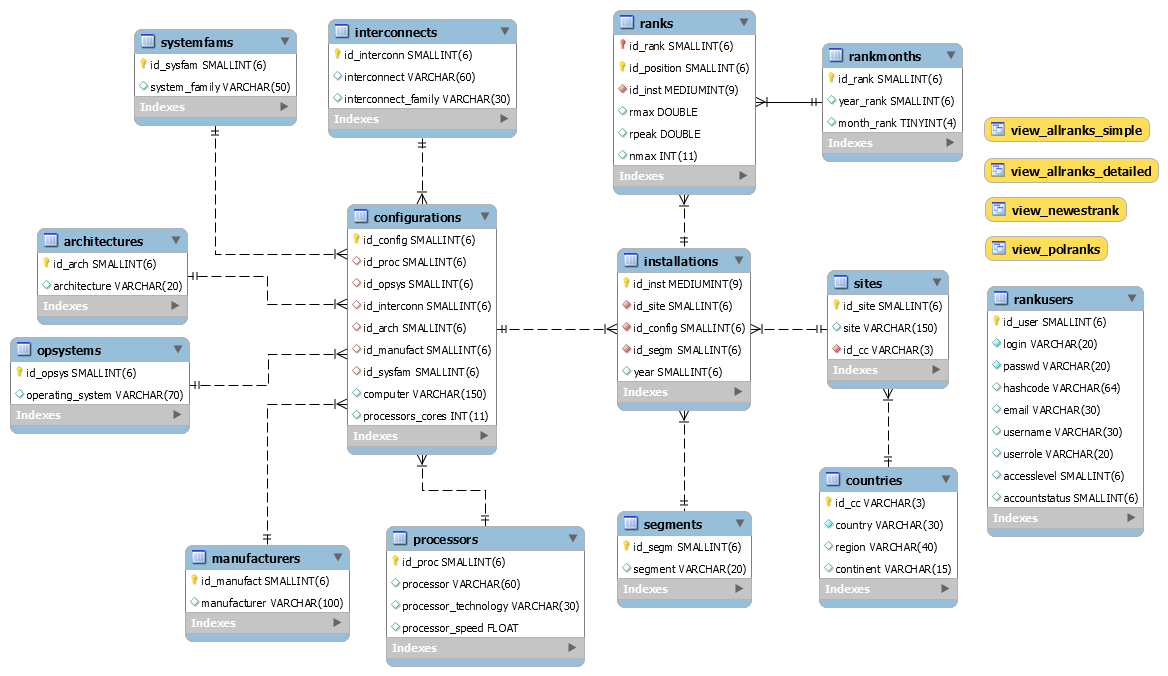 systemfams
id_sysfam SMALLINT(6)
system_family VARCHAR(50)
Indexes
interconnects
id_interconn SMALLINT(6)
interconnect VARCHAR(60)
interconnect_family VARCHAR(30)
Indexes
ranks
id_rank SMALLINT(6)
id_position SMALLINT(6)
id_inst MEDIUMINT(9)
rmax DOUBLE
rpeak DOUBLE
nmax INT(11)
Indexes
rankmonths
id_rank SMALLINT(6)
year_rank SMALLINT(6)
month_rank TINYINT(4)
Indexes
view_allranks_simple
view_allranks_detailed
view_newestrank
view_polranks
architectures
id_arch SMALLINT(6)
architecture VARCHAR(20)
Indexes
configurations
id_config SMALLINT(6)
id_proc SMALLINT(6)
id_opsys SMALLINT(6)
id_interconn SMALLINT(6)
id_arch SMALLINT(6)
id_manufact SMALLINT(6)
id_sysfam SMALLINT(6)
computer VARCHAR(150)
processors_cores INT(11)
Indexes
installations
id_inst MEDIUMINT(9)
id_site SMALLINT(6)
id_config SMALLINT(6)
id_segm SMALLINT(6)
year SMALLINT(6)
Indexes
sites
id_site SMALLINT(6)
site VARCHAR(150)
id_cc VARCHAR(3)
Indexes
rankusers
id_user SMALLINT(6)
login VARCHAR(20)
passwd VARCHAR(20)
hashcode VARCHAR(64)
email VARCHAR(30)
username VARCHAR(30)
userrole VARCHAR(20)
accesslevel SMALLINT(6)
accountstatus SMALLINT(6)
Indexes
opsystems
id_opsys SMALLINT(6)
operating_system VARCHAR(70)
Indexes
manufacturers
id_manufact SMALLINT(6)
manufacturer VARCHAR(100)
Indexes
processors
id_proc SMALLINT(6)
processor VARCHAR(60)
processor_technology VARCHAR(30)
processor_speed FLOAT
Indexes
segments
id_segm SMALLINT(6)
segment VARCHAR(20)
Indexes
countries
id_cc VARCHAR(3)
country VARCHAR(30)
region VARCHAR(40)
continent VARCHAR(15)
Indexes